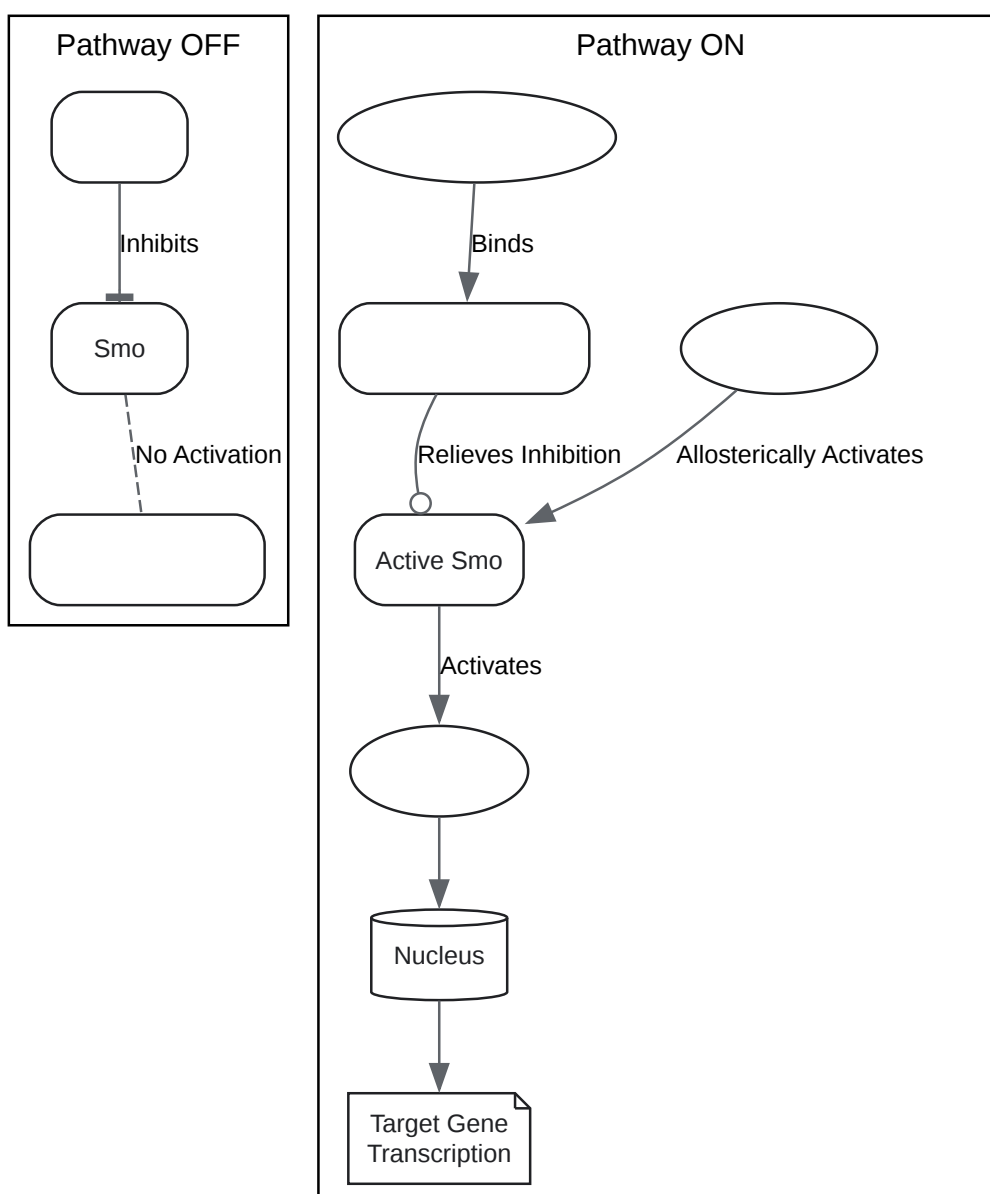 Pathway OFF
Inhibits
Smo
No Activation
Pathway ON
Binds
Relieves Inhibition
Allosterically Activates
Active Smo
Activates
Nucleus
Target Gene
Transcription